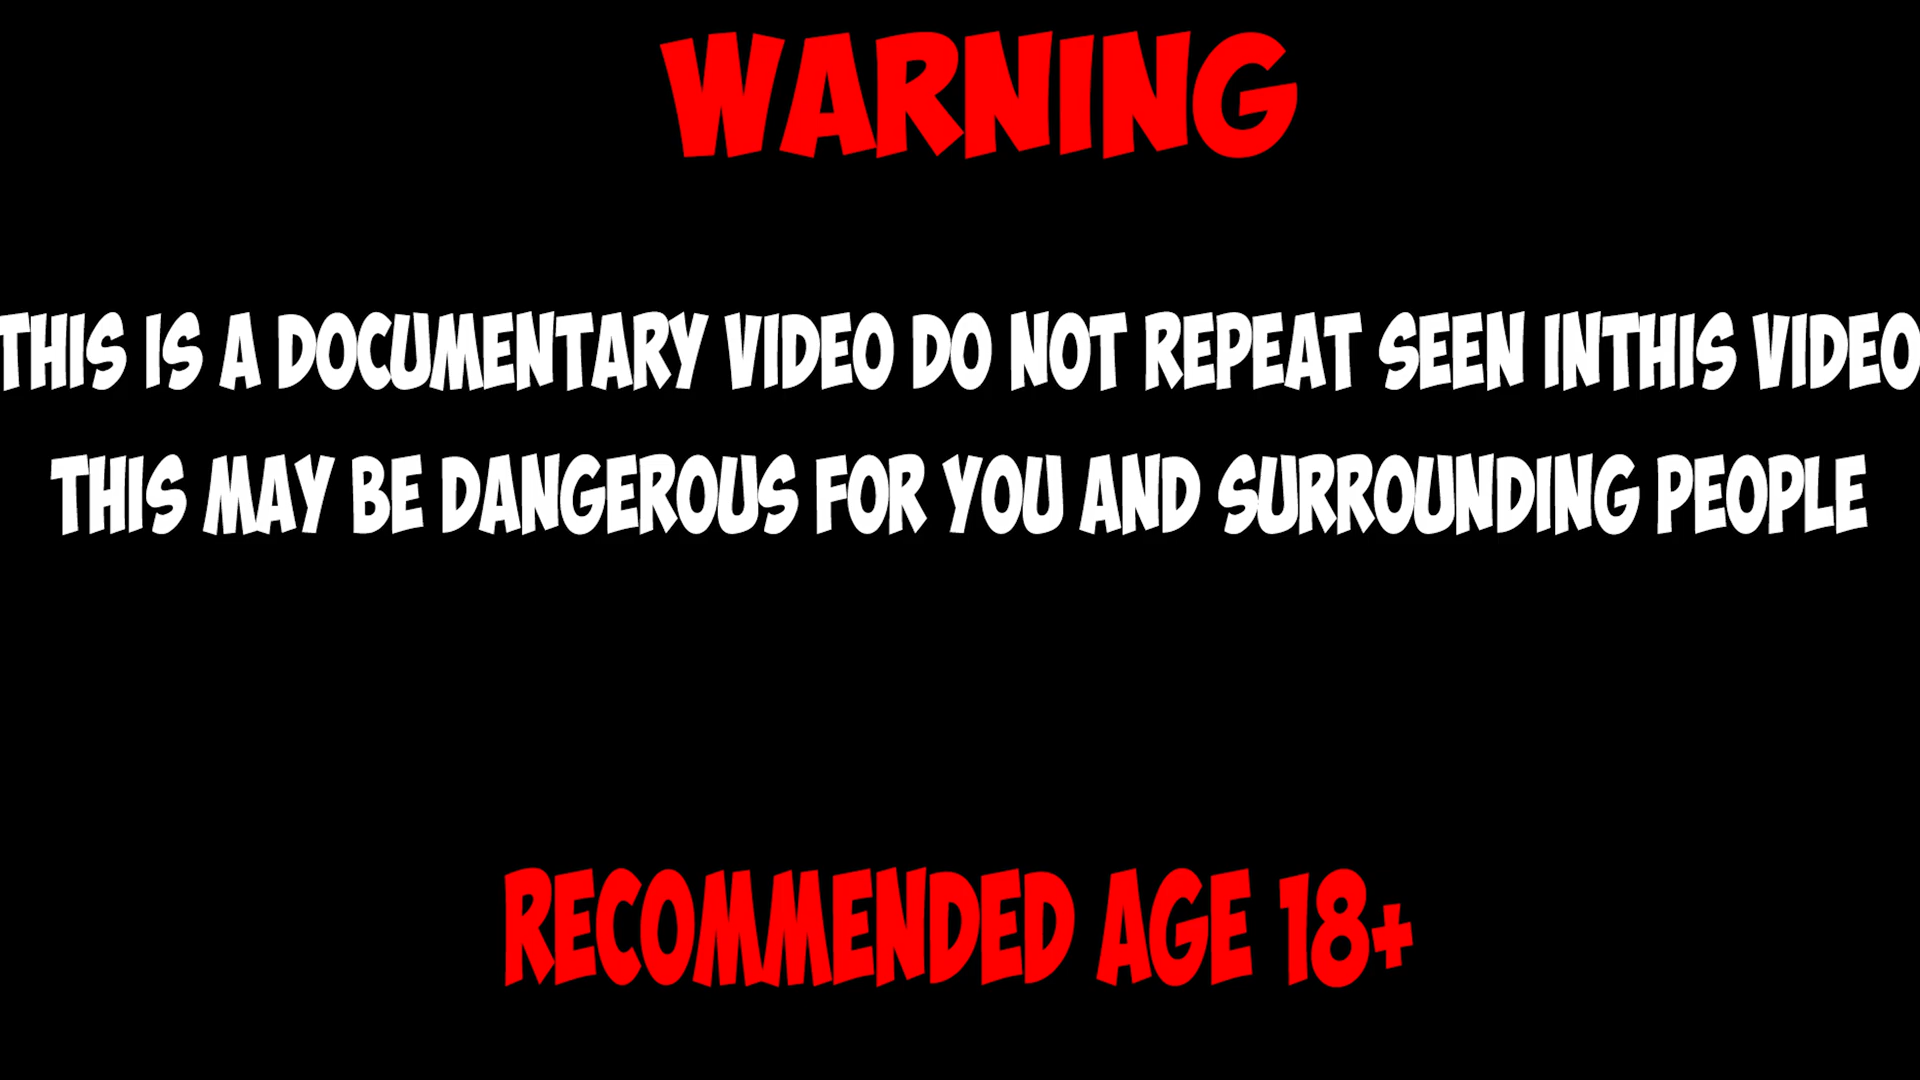 WARNING
THIS IS A DOCUMENTARY VIDEO DO NOT REPEAT SEEN INTHIS VIDEO
THIS MAY BE DANGEROUS FOR YOU AND SURROUNDING PEOPLE
RECOMMENDED AGE 18+